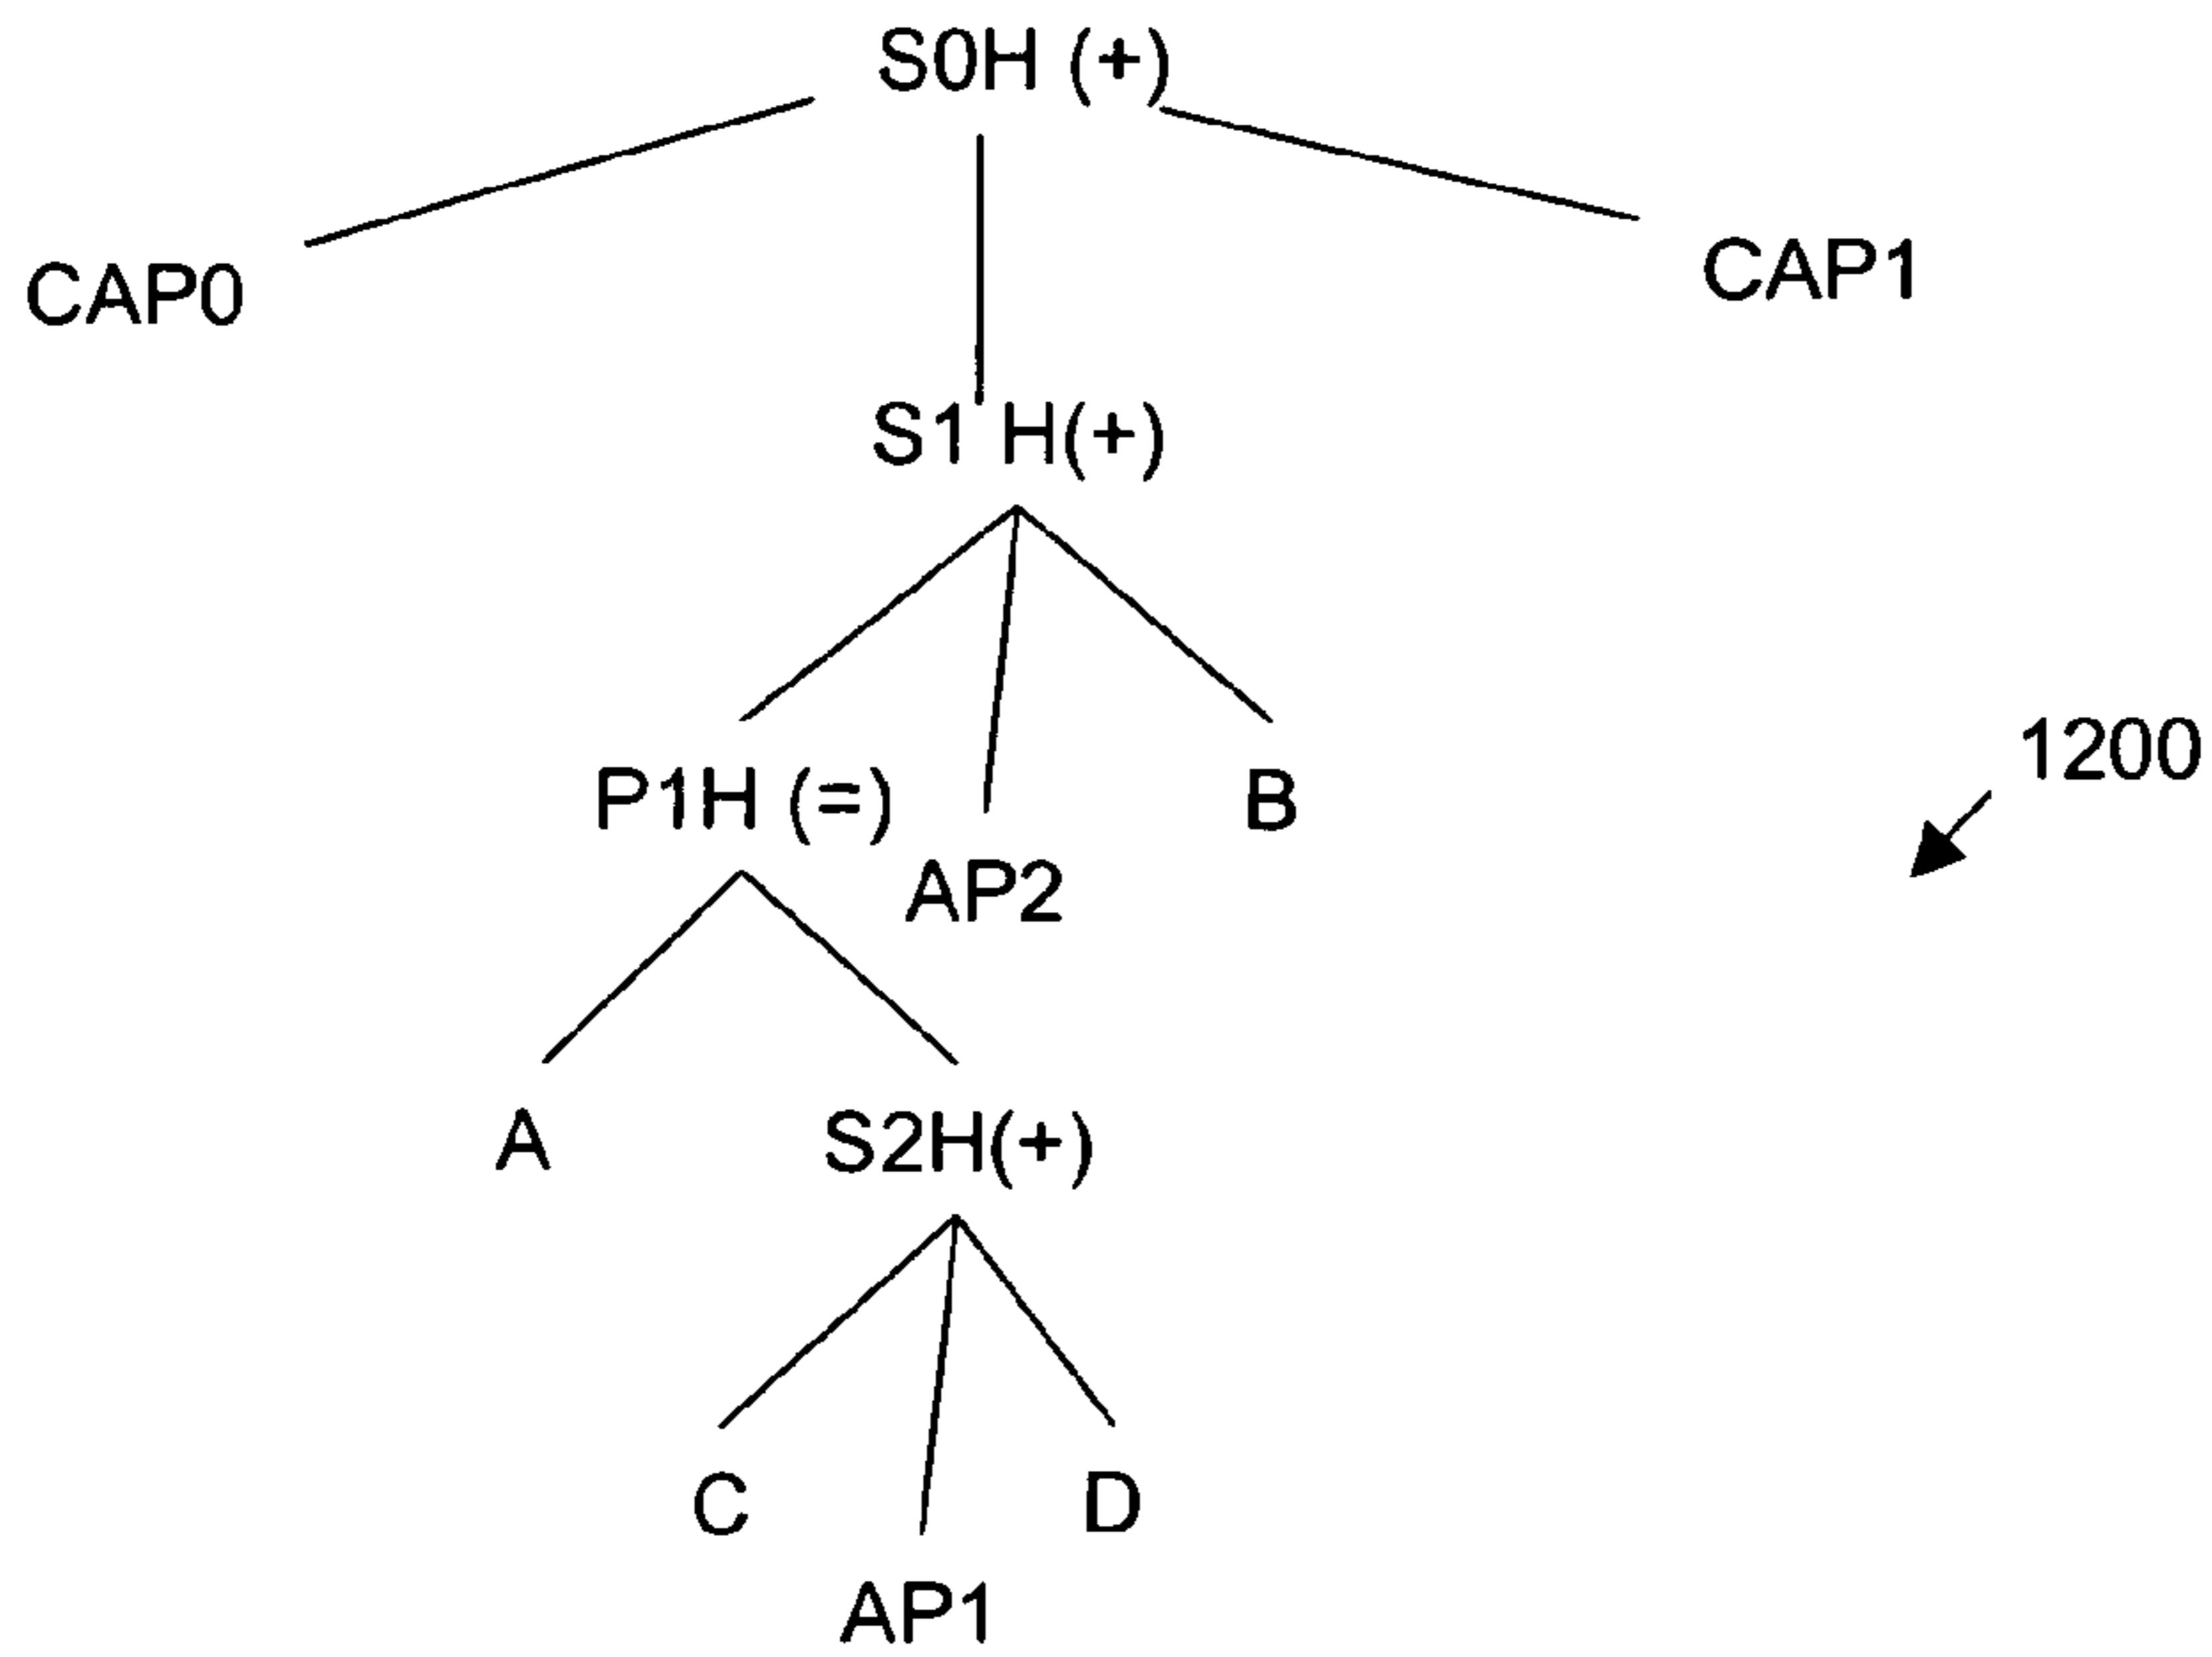 S0H (+)
CAP0
CAP1
S1 H(+)
P1H (=)
AP2
B
1200
A
S2H(+)
C
AP1
D